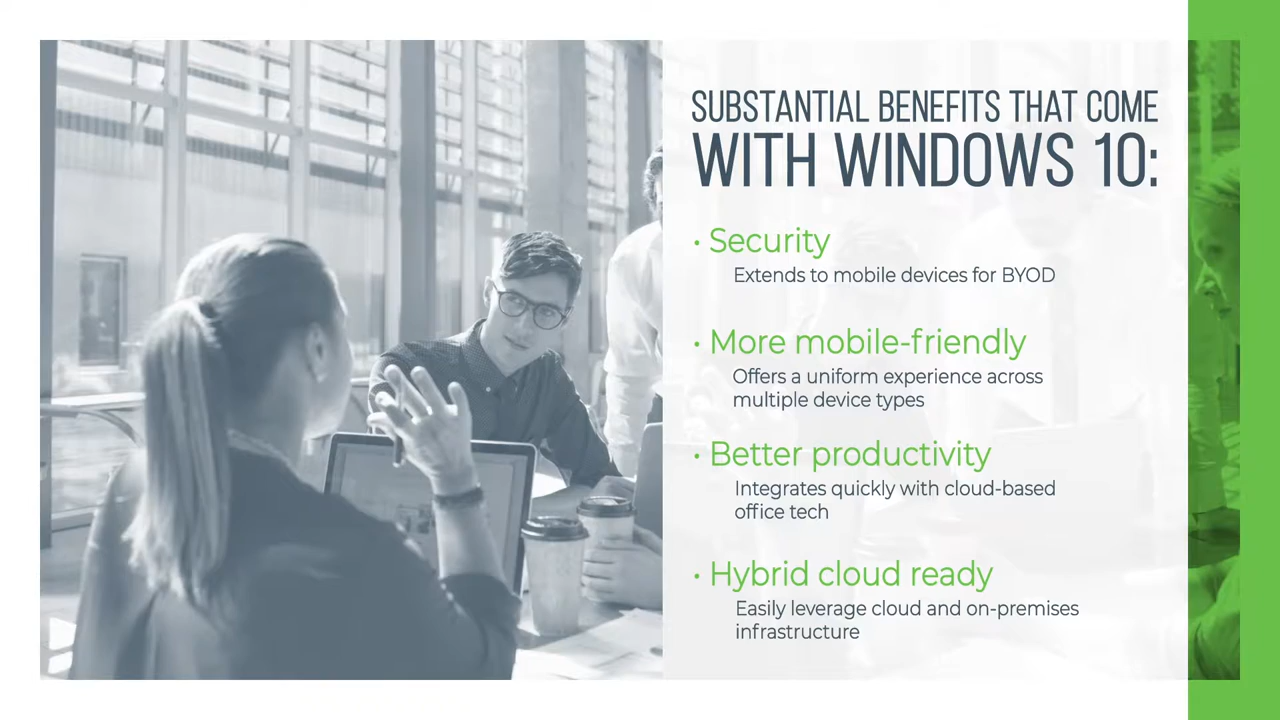 SUBSTANTIAL BENEFITS THAT COME
WITH WINDOWS 10:
• Security
Extends to mobile devices for BYOD
• More mobile-friendly
Offers a uniform experience across
multiple device types
• Better productivity
Integrates quickly with cloud-based
office tech
• Hybrid cloud ready
Easily leverage cloud and on-premises
infrastructure